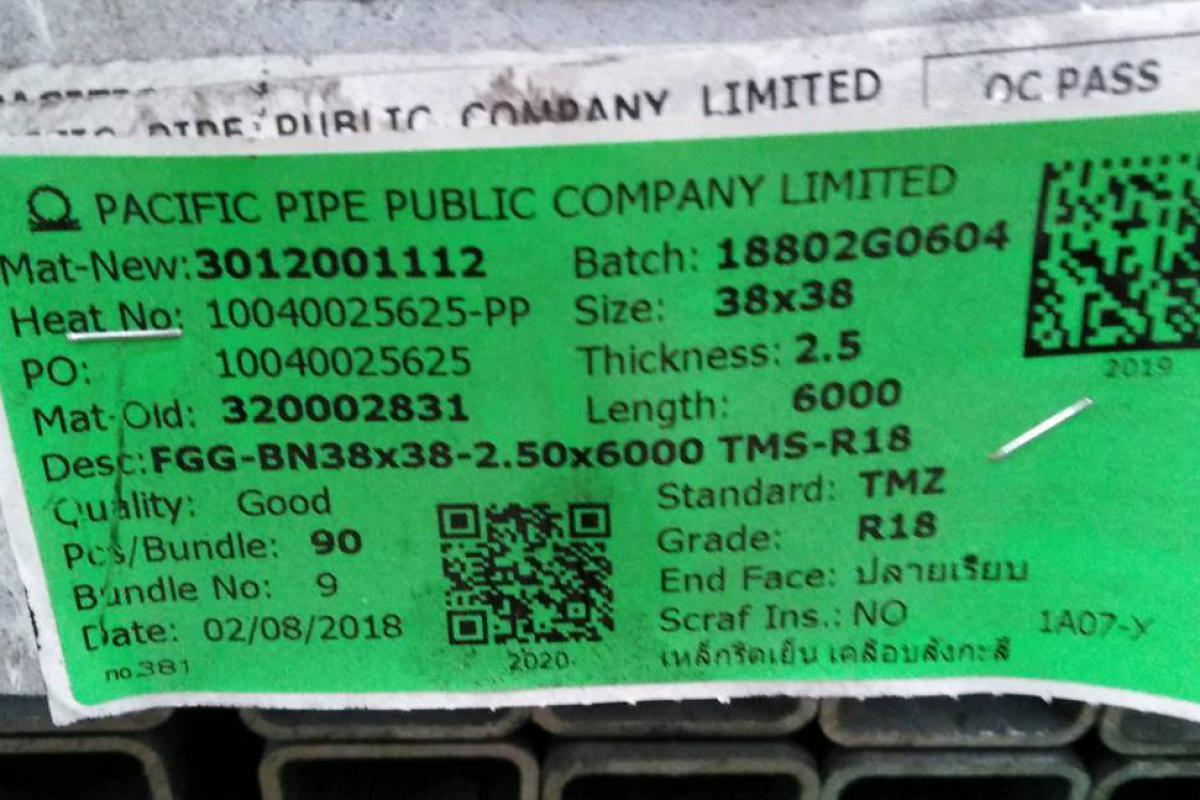 PIPE PUBLIC COMPANY LIMITED
QC PASS
PACIFIC PIPE PUBLIC COMPANY LIMITED
Mat-New: 3012001112
Batch: 18802G0604
Heat No: 10040025625-PP
Size: 38x38
PO: 10040025625
Thickness: 2.5
Mat-Old: 320002831
Length: 6000
2019
Desc: FGG-BN38x38-2.50x6000 TMS-R18
Quality: Good
Standard: TMZ
Pcs/Bundle: 90
Grade: R18
Bundle No: 9
End Face: ปลายเรียบ
Date: 02/08/2018
Scraf Ins.: NO
1A07-X
no.381
2020
เหล็กรีดเย็น เคลือบสังกะสี